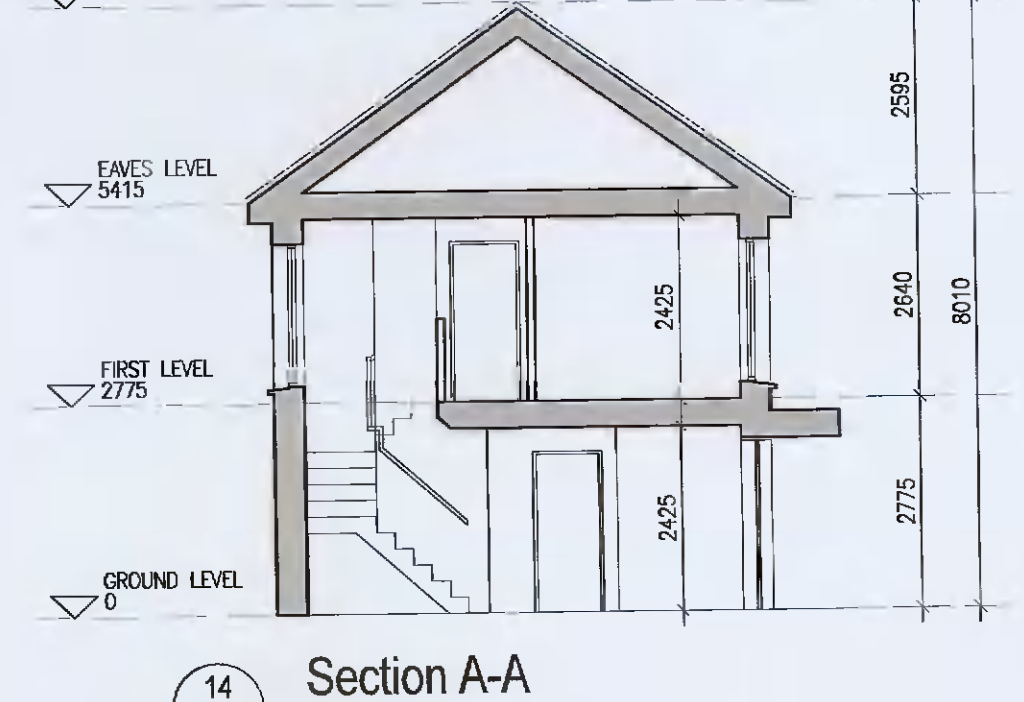 2595
EAVES LEVEL
5415
2425
2640
8010
FIRST LEVEL
2775
2425
2775
GROUND LEVEL
0
14
Section A-A